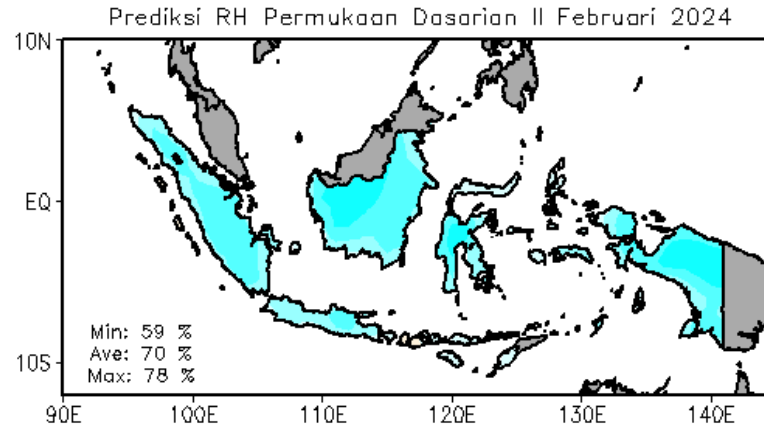 Prediksi RH Permukaan Dasarian II Februari 2024
10N
EQ
10S
Min: 59 %
Ave: 70 %
Max: 78 %
90E 100E 110E 120E 130E 140E